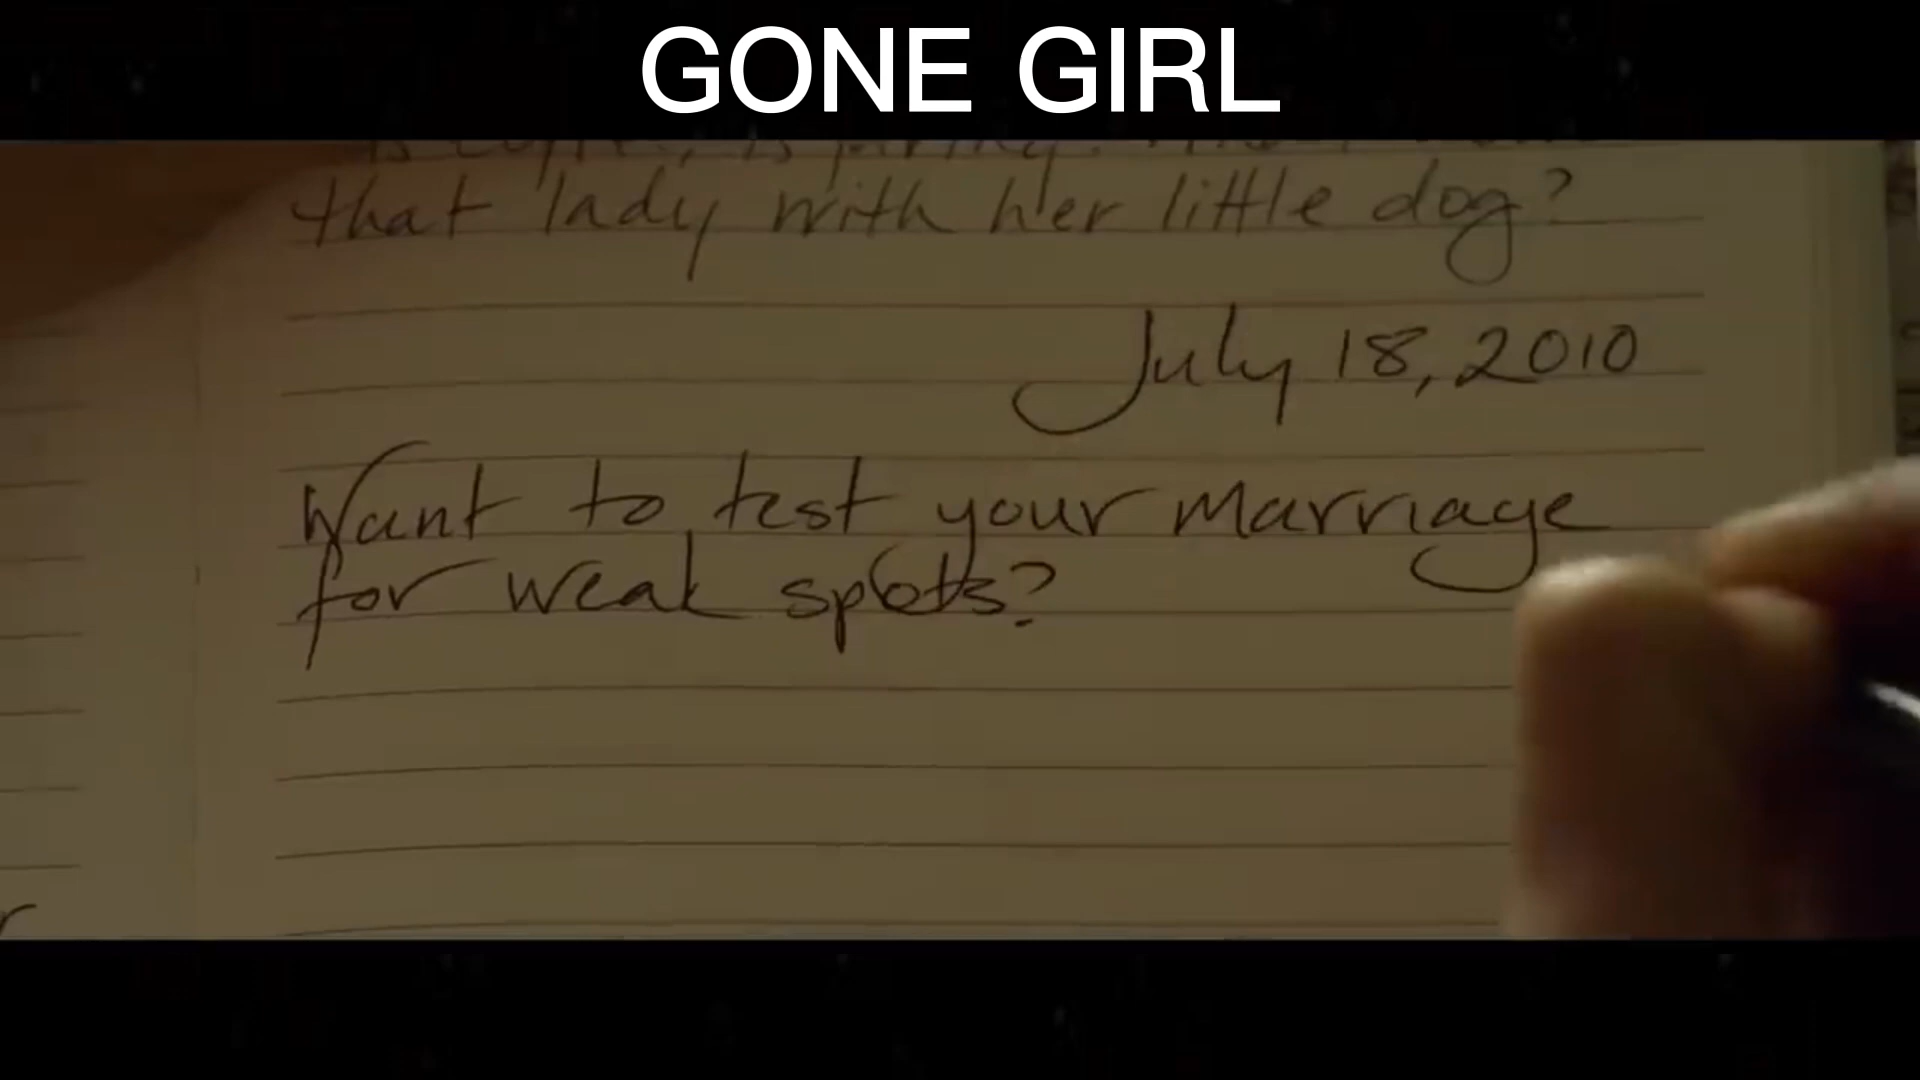 GONE GIRL
that lady with her little dog?
July 18, 2010
Want to test your marriage
for weak spots?